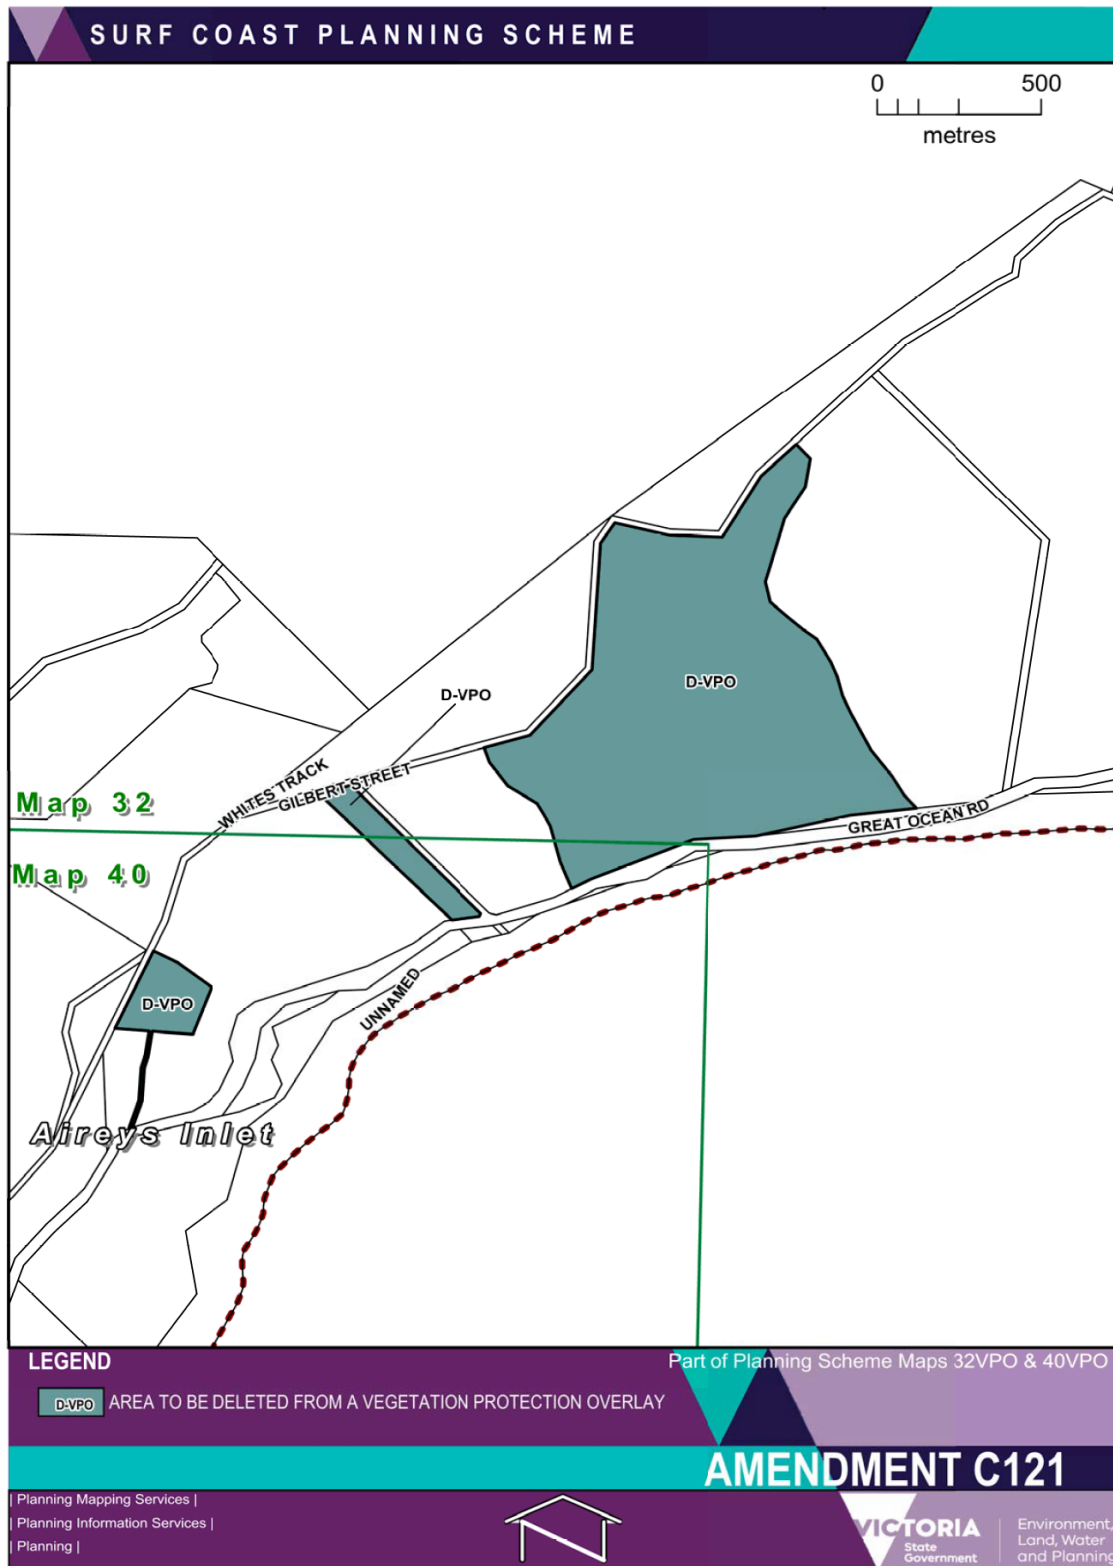 SURF COAST PLANNING SCHEME
0 500
metres
D-VPO
D-VPO
WHITES TRACK
GILBERT STREET
Map 32
GREAT OCEAN RD
Map 40
UNNAMED
D-VPO
Aireys Inlet
LEGEND
Part of Planning Scheme Maps 32VPO & 40VPO
D-VPO AREA TO BE DELETED FROM A VEGETATION PROTECTION OVERLAY
AMENDMENT C121
| Planning Mapping Services |
| Planning Information Services |
| Planning |
VICTORIA
State
Government
Environment,
Land, Water
and Planning